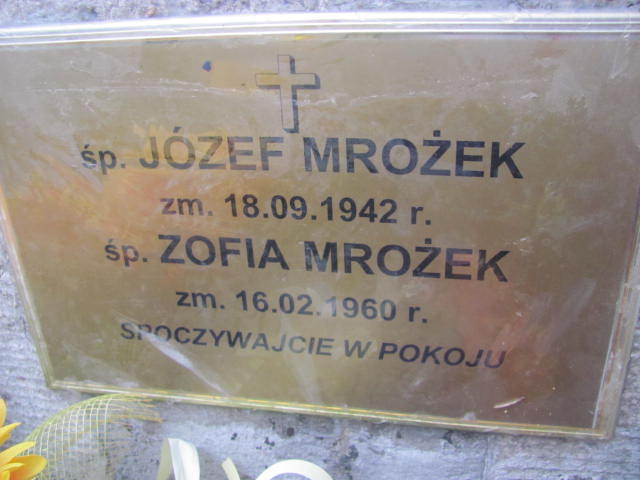 śp. JÓZEF MROŻEK
zm. 18.09.1942 r.
śp. ZOFIA MROŻEK
zm. 16.02.1960 r.
SPOCZYWAJCIE W POKOJU